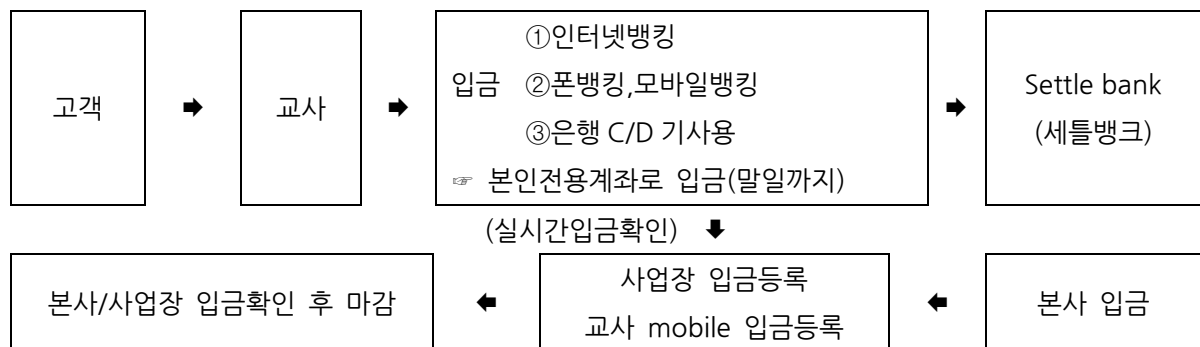 고객 ➡ 교사 ➡
①인터넷뱅킹
입금 ②폰뱅킹,모바일뱅킹
③은행 C/D 기사용
☞ 본인전용계좌로 입금(말일까지)
➡
Settle bank
(세틀뱅크)
(실시간입금확인) ⬇
본사/사업장 입금확인 후 마감
⬅
사업장 입금등록
교사 mobile 입금등록
⬅
본사 입금